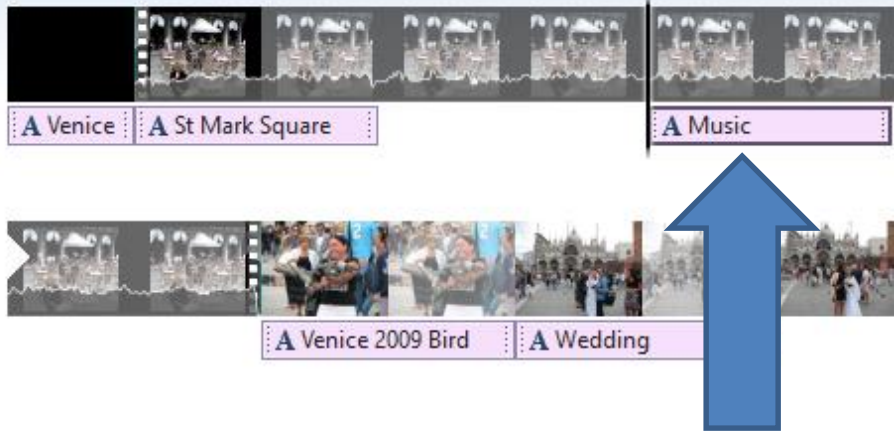 A Venice
A St Mark Square
A Music
A Venice 2009 Bird
A Wedding